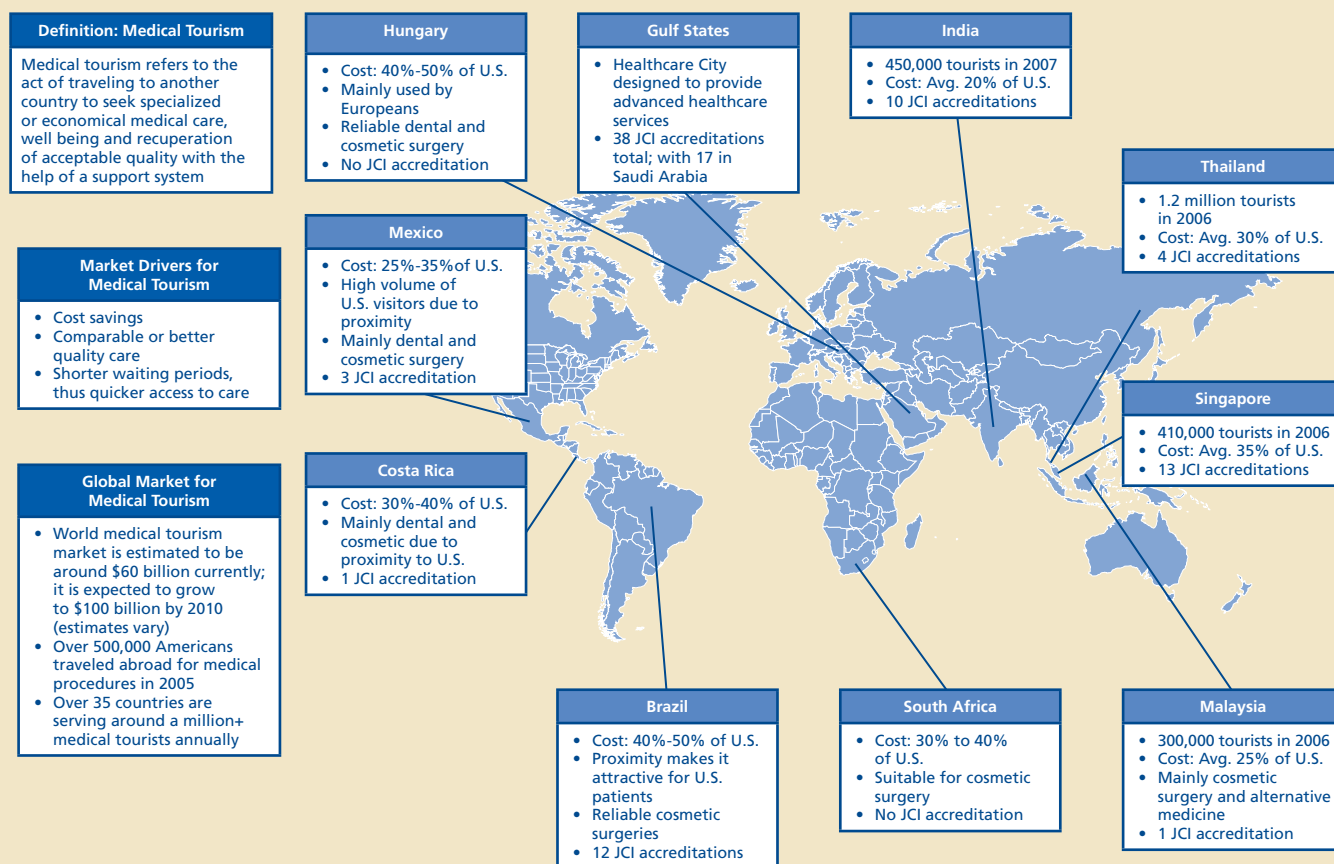 Definition: Medical Tourism
Medical tourism refers to the
act of traveling to another
country to seek specialized
or economical medical care,
well being and recuperation
of acceptable quality with the
help of a support system
Market Drivers for
Medical Tourism
• Cost savings
• Comparable or better
quality care
• Shorter waiting periods,
thus quicker access to care
Global Market for
Medical Tourism
• World medical tourism
market is estimated to be
around $60 billion currently;
it is expected to grow
to $100 billion by 2010
(estimates vary)
• Over 500,000 Americans
traveled abroad for medical
procedures in 2005
• Over 35 countries are
serving around a million+
medical tourists annually
Hungary
• Cost: 40%-50% of U.S.
• Mainly used by
Europeans
• Reliable dental and
cosmetic surgery
• No JCI accreditation
Mexico
• Cost: 25%-35%of U.S.
• High volume of
U.S. visitors due to
proximity
• Mainly dental and
cosmetic surgery
• 3 JCI accreditation
Costa Rica
• Cost: 30%-40% of U.S.
• Mainly dental and
cosmetic due to
proximity to U.S.
• 1 JCI accreditation
Gulf States
• Healthcare City
designed to provide
advanced healthcare
services
• 38 JCI accreditations
total; with 17 in
Saudi Arabia
India
• 450,000 tourists in 2007
• Cost: Avg. 20% of U.S.
• 10 JCI accreditations
Thailand
• 1.2 million tourists
in 2006
• Cost: Avg. 30% of U.S.
• 4 JCI accreditations
Singapore
• 410,000 tourists in 2006
• Cost: Avg. 35% of U.S.
• 13 JCI accreditations
Brazil
• Cost: 40%-50% of U.S.
• Proximity makes it
attractive for U.S.
patients
• Reliable cosmetic
surgeries
• 12 JCI accreditations
South Africa
• Cost: 30% to 40%
of U.S.
• Suitable for cosmetic
surgery
• No JCI accreditation
Malaysia
• 300,000 tourists in 2006
• Cost: Avg. 25% of U.S.
• Mainly cosmetic
surgery and alternative
medicine
• 1 JCI accreditation